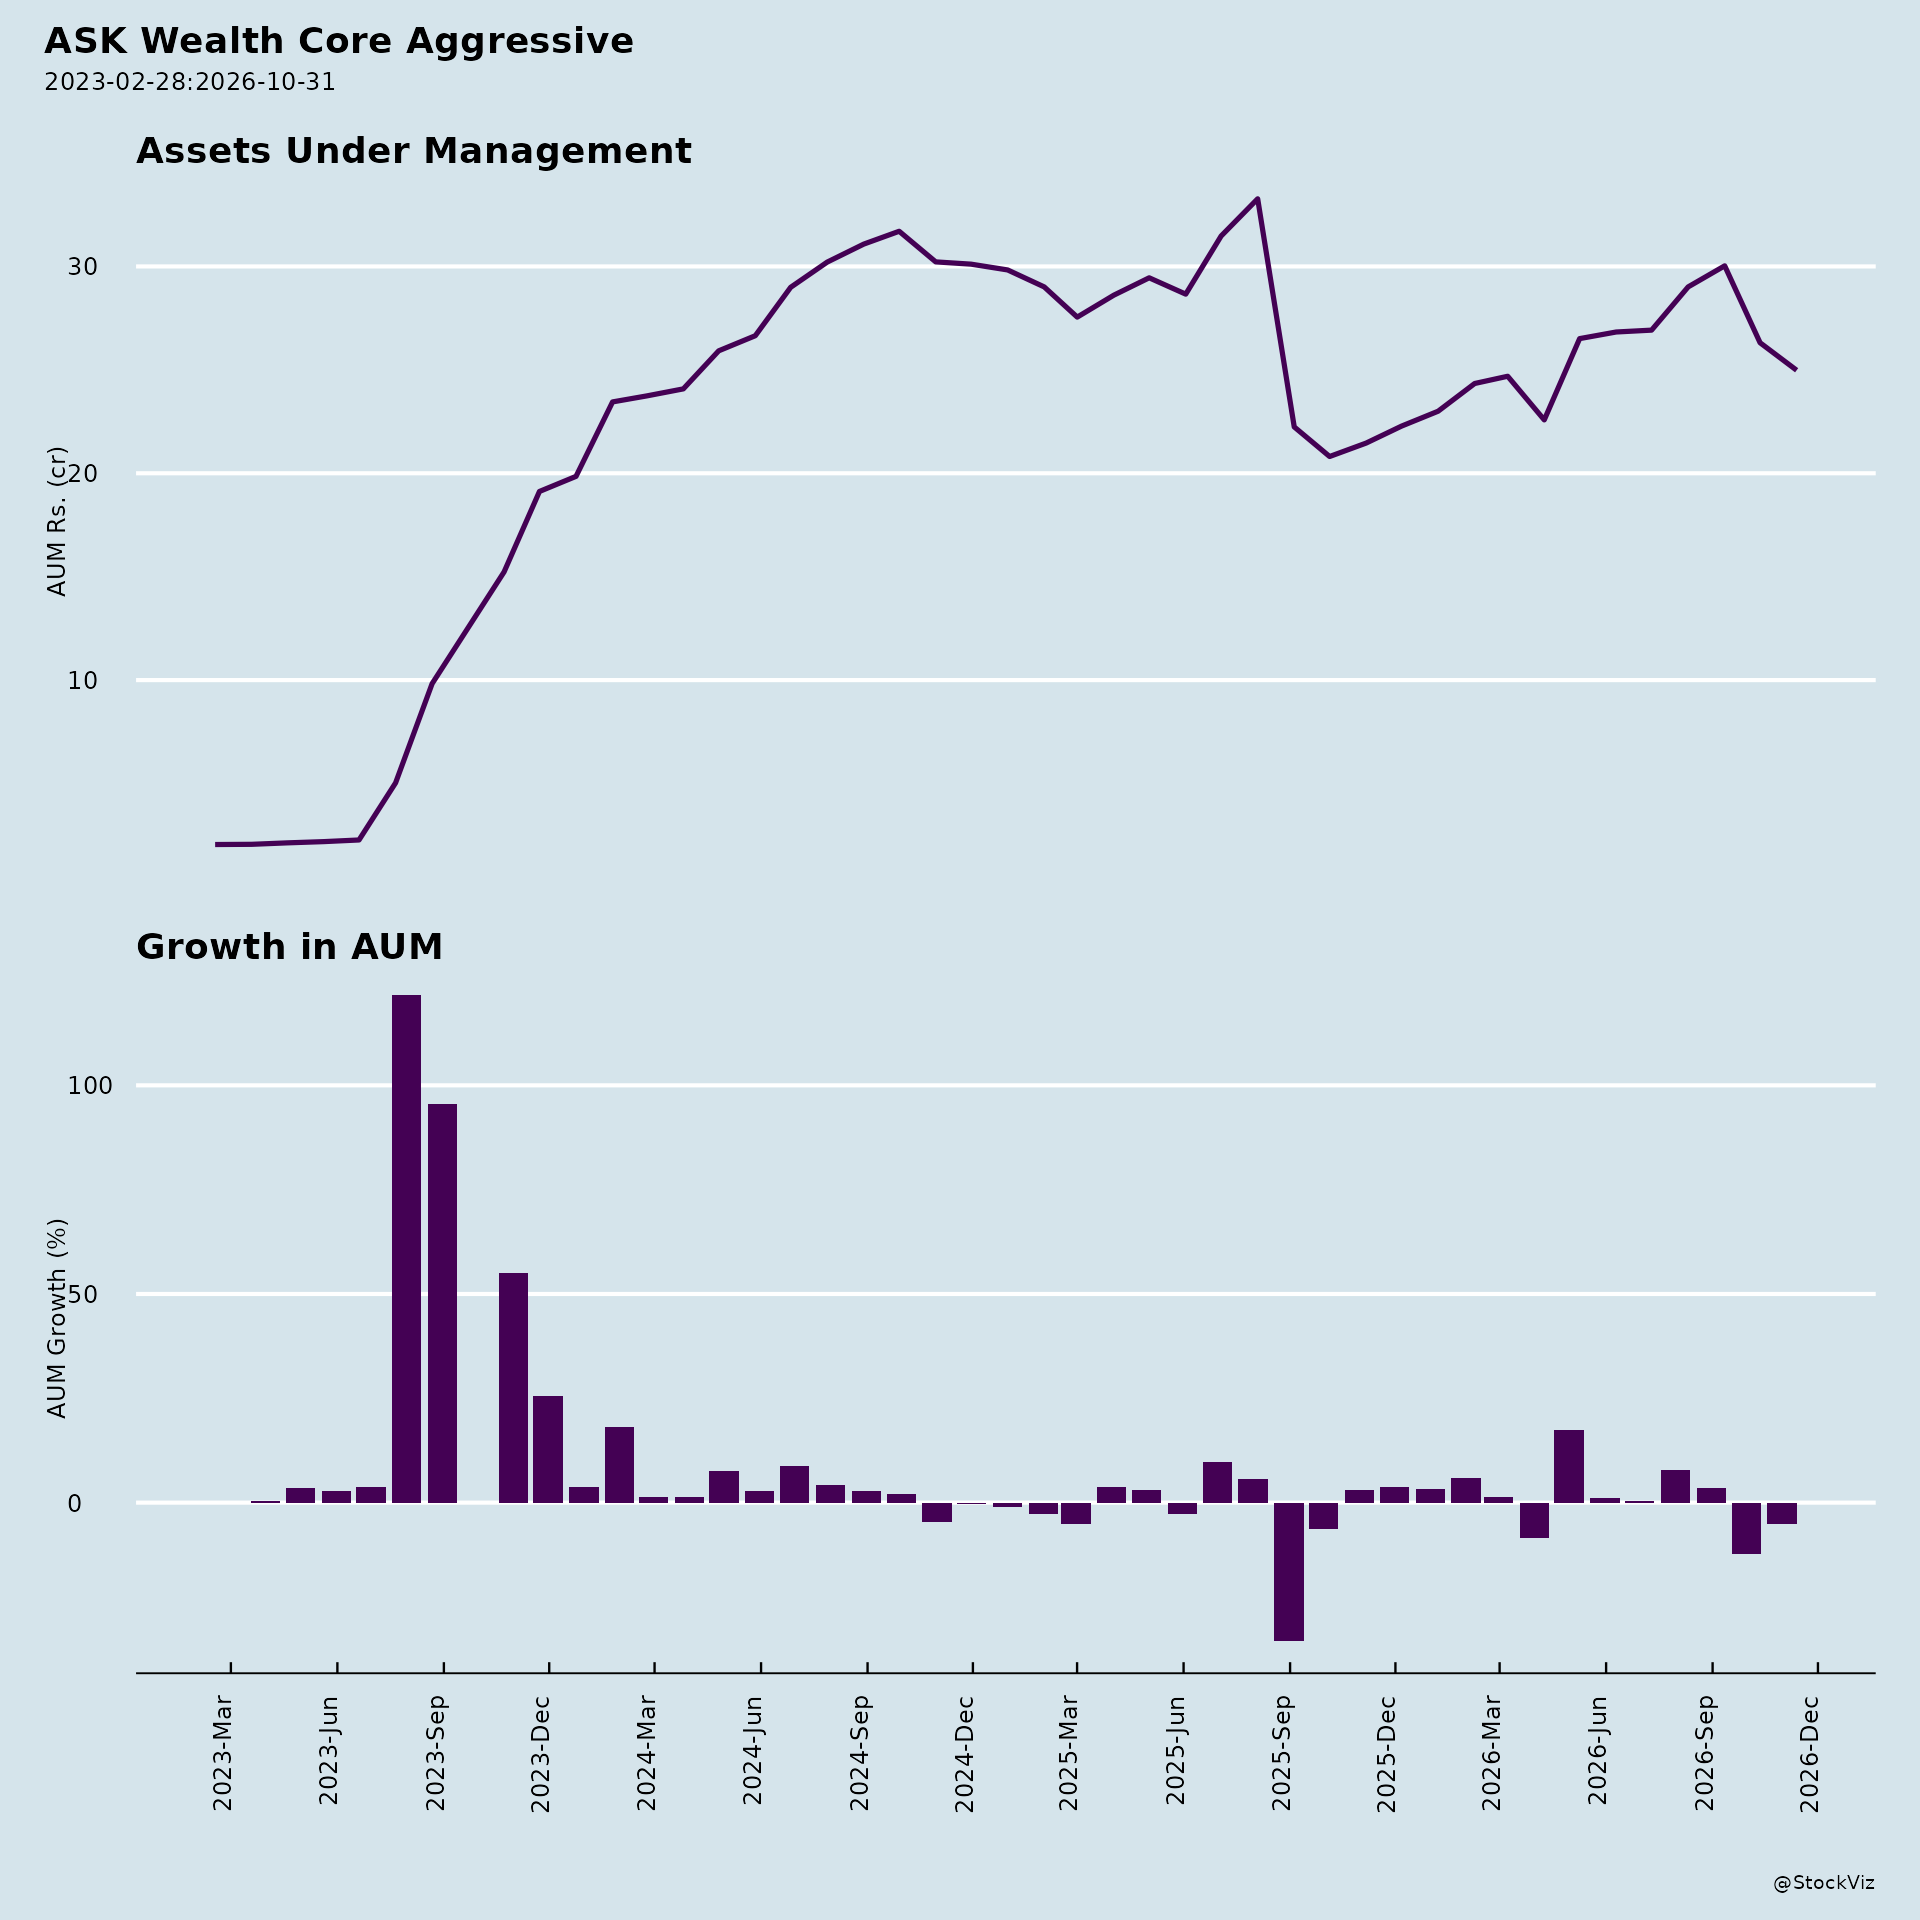 ASK Wealth Core Aggressive
2023-02-28:2026-10-31
Assets Under Management
AUM Rs. (cr)
30
20
10
Growth in AUM
AUM Growth (%)
100
50
0
2023-Mar
2023-Jun
2023-Sep
2023-Dec
2024-Mar
2024-Jun
2024-Sep
2024-Dec
2025-Mar
2025-Jun
2025-Sep
2025-Dec
2026-Mar
2026-Jun
2026-Sep
2026-Dec
@StockViz